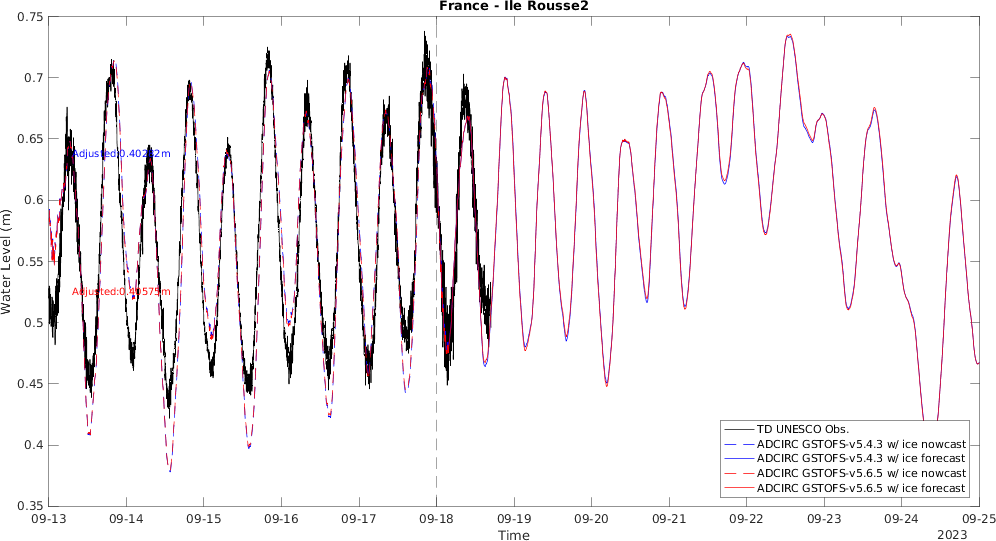 France - Ile Rousse2
0.75
0.7
0.65
0.6
0.55
0.5
0.45
0.4
0.35
Water Level (m)
Adjusted:0.40282m
Adjusted:0.40575m
TD UNESCO Obs.
ADCIRC GSTOFS-v5.4.3 w/ ice nowcast
ADCIRC GSTOFS-v5.4.3 w/ ice forecast
ADCIRC GSTOFS-v5.6.5 w/ ice nowcast
ADCIRC GSTOFS-v5.6.5 w/ ice forecast
09-13 09-14 09-15 09-16 09-17 09-18 09-19 09-20 09-21 09-22 09-23 09-24 09-25
Time
2023